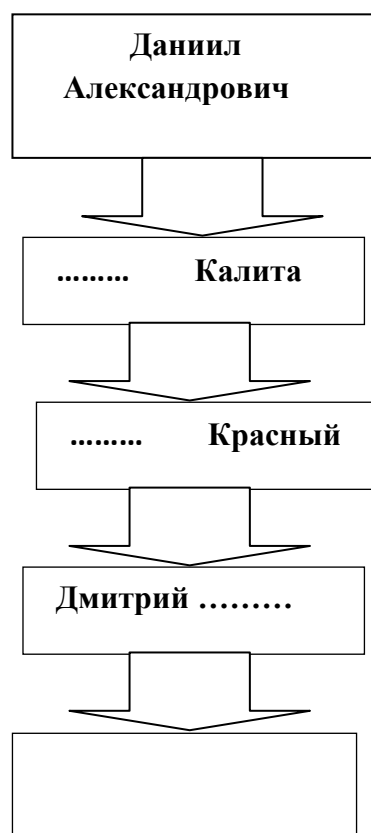 Даниил
Александрович
……… Калита
……… Красный
Дмитрий ………